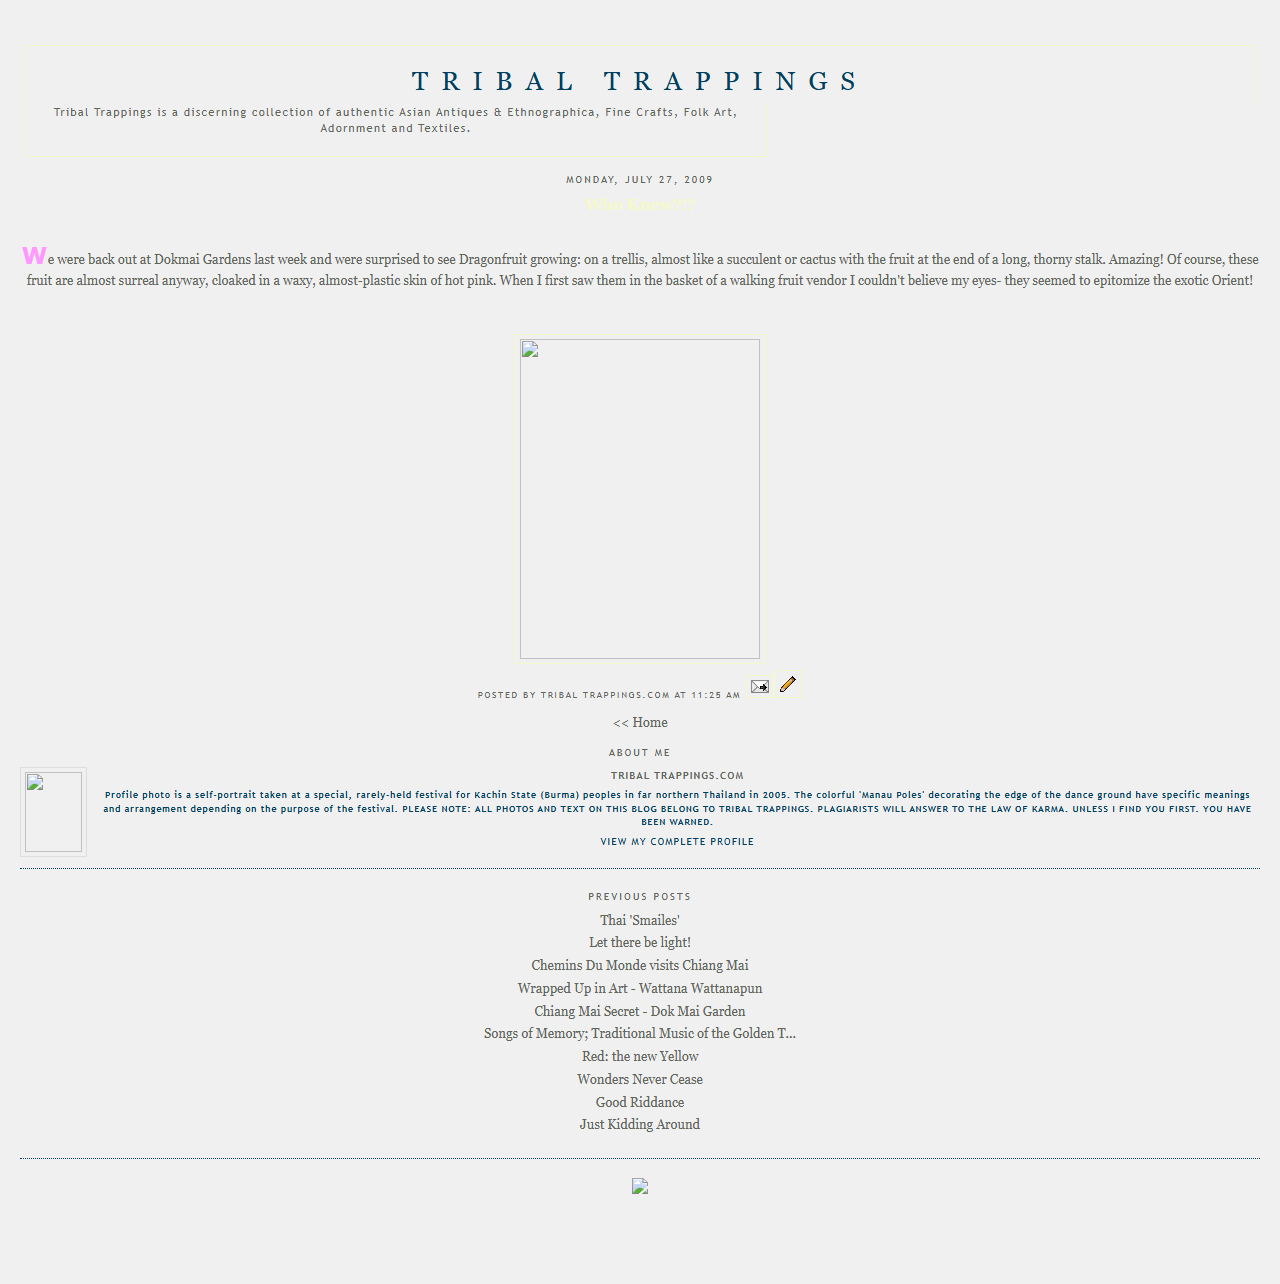 TRIBAL TRAPPINGS
Tribal Trappings is a discerning collection of authentic Asian Antiques & Ethnographica, Fine Crafts, Folk Art,
Adornment and Textiles.
MONDAY, JULY 27, 2009
Who Knew???
We were back out at Dokmai Gardens last week and were surprised to see Dragonfruit growing: on a trellis, almost like a succulent or cactus with the fruit at the end of a long, thorny stalk. Amazing! Of course, these
fruit are almost surreal anyway, cloaked in a waxy, almost-plastic skin of hot pink. When I first saw them in the basket of a walking fruit vendor I couldn't believe my eyes- they seemed to epitomize the exotic Orient!
POSTED BY TRIBAL TRAPPINGS.COM AT 11:25 AM
<< Home
ABOUT ME
TRIBAL TRAPPINGS.COM
Profile photo is a self-portrait taken at a special, rarely-held festival for Kachin State (Burma) peoples in far northern Thailand in 2005. The colorful 'Manau Poles' decorating the edge of the dance ground have specific meanings
and arrangement depending on the purpose of the festival. PLEASE NOTE: ALL PHOTOS AND TEXT ON THIS BLOG BELONG TO TRIBAL TRAPPINGS. PLAGIARISTS WILL ANSWER TO THE LAW OF KARMA. UNLESS I FIND YOU FIRST. YOU HAVE
BEEN WARNED.
VIEW MY COMPLETE PROFILE
PREVIOUS POSTS
Thai 'Smailes'
Let there be light!
Chemins Du Monde visits Chiang Mai
Wrapped Up in Art - Wattana Wattanapun
Chiang Mai Secret - Dok Mai Garden
Songs of Memory; Traditional Music of the Golden T...
Red: the new Yellow
Wonders Never Cease
Good Riddance
Just Kidding Around